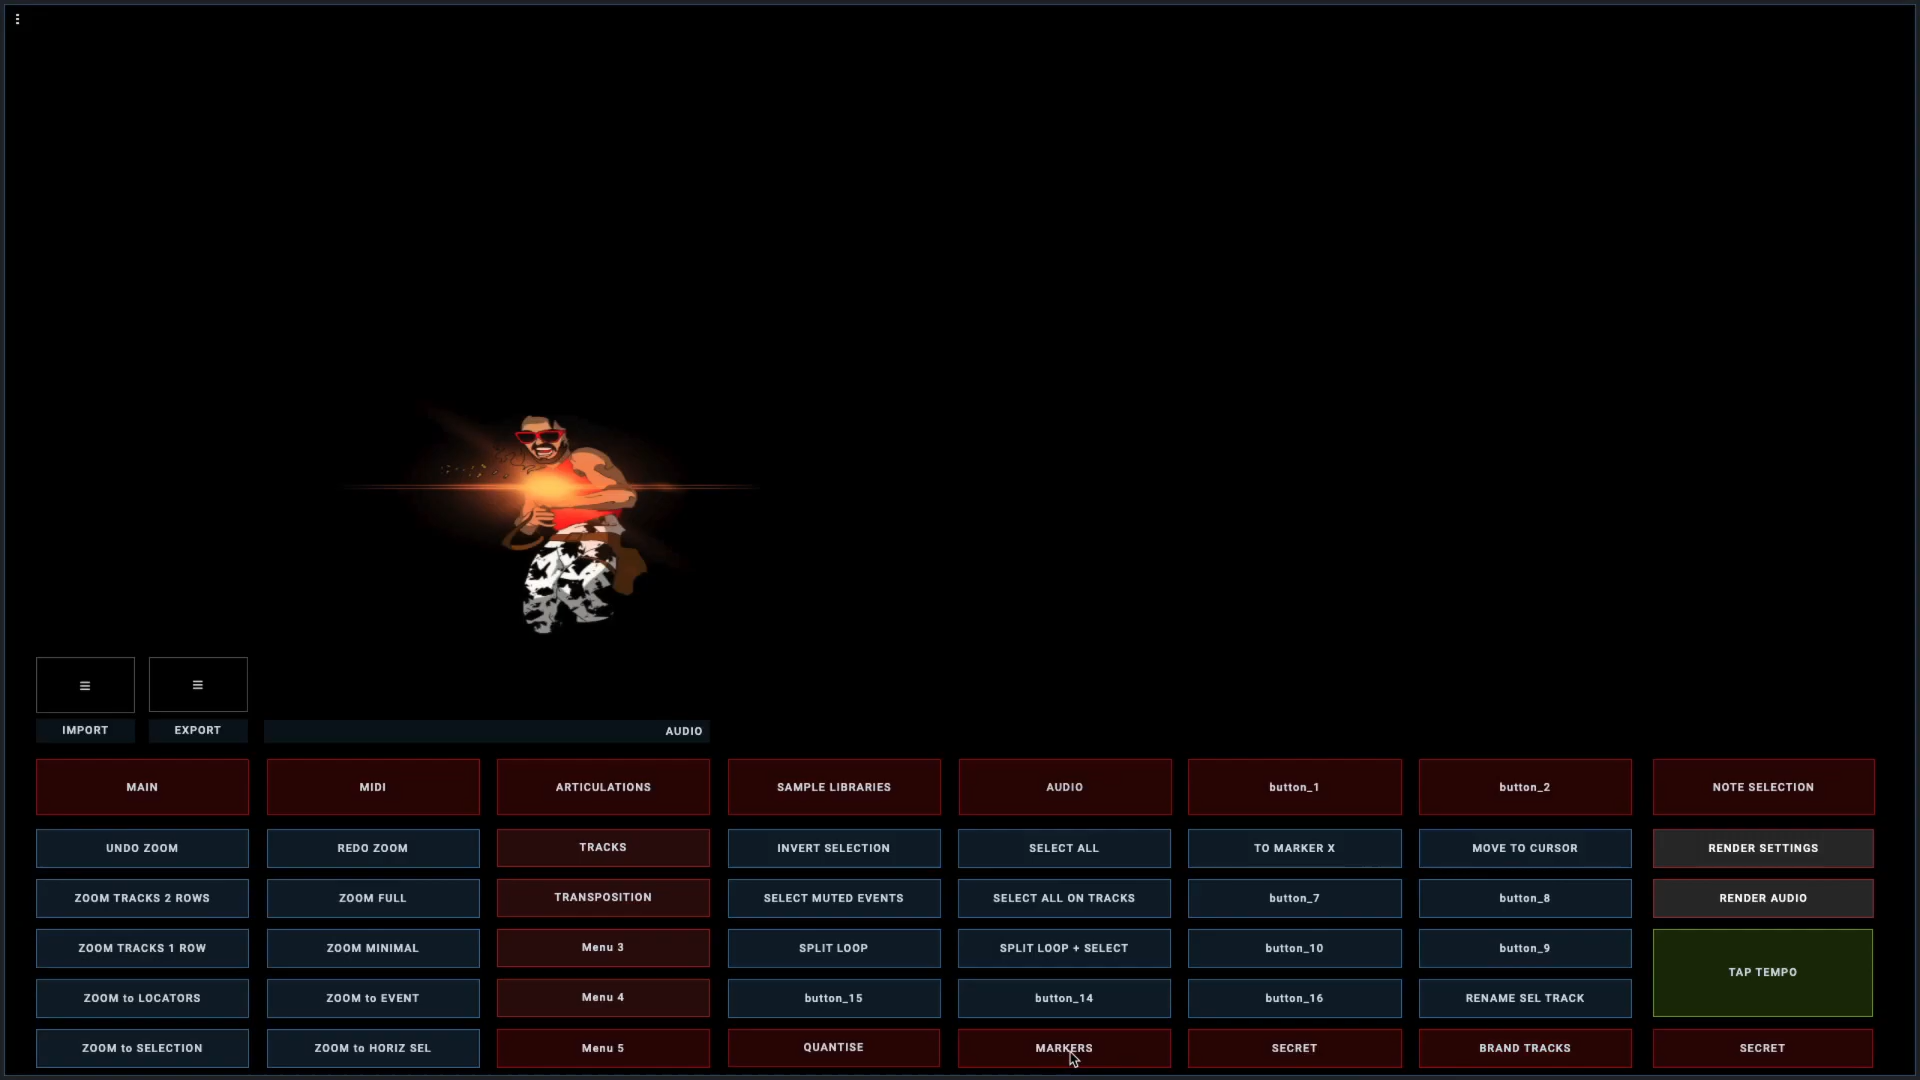 IMPORT
EXPORT
AUDIO
MAIN
MIDI
ARTICULATIONS
SAMPLE LIBRARIES
AUDIO
button_1
button_2
NOTE SELECTION
UNDO ZOOM
REDO ZOOM
TRACKS
INVERT SELECTION
SELECT ALL
TO MARKER X
MOVE TO CURSOR
RENDER SETTINGS
ZOOM TRACKS 2 ROWS
ZOOM FULL
TRANSPOSITION
SELECT MUTED EVENTS
SELECT ALL ON TRACKS
button_7
button_8
RENDER AUDIO
ZOOM TRACKS 1 ROW
ZOOM MINIMAL
Menu 3
SPLIT LOOP
SPLIT LOOP + SELECT
button_10
button_9
TAP TEMPO
ZOOM to LOCATORS
ZOOM to EVENT
Menu 4
button_15
button_14
button_16
RENAME SEL TRACK
ZOOM to SELECTION
ZOOM to HORIZ SEL
Menu 5
QUANTISE
MARKERS
SECRET
BRAND TRACKS
SECRET